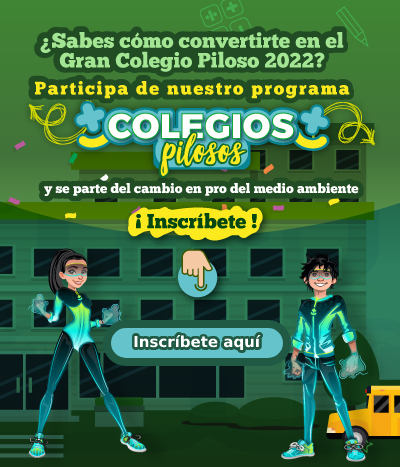 ¿Sabes cómo convertirte en el
Gran Colegio Piloso 2022?
Participa de nuestro programa
COLEGIOS
pilosos
y se parte del cambio en pro del medio ambiente
¡ Inscríbete !
Inscríbete aquí